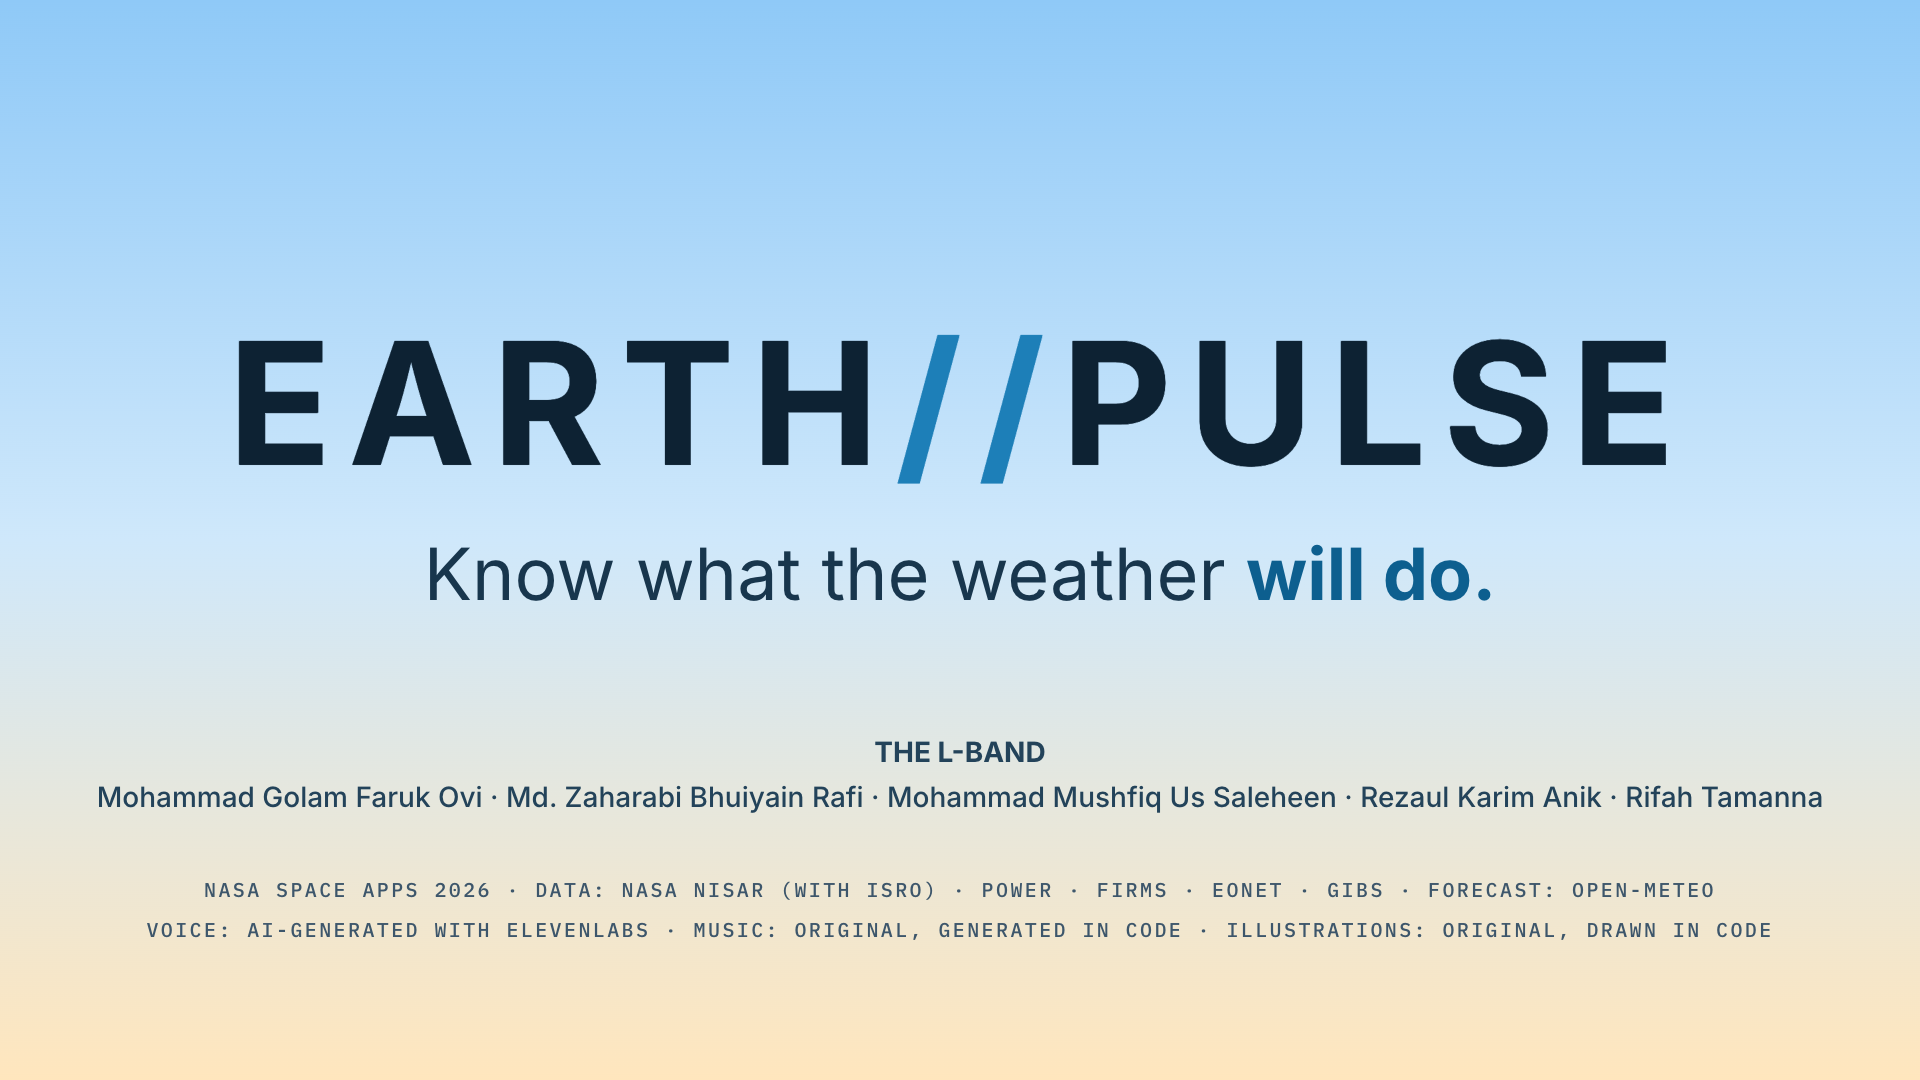 EARTH//PULSE
Know what the weather will do.
THE L-BAND
Mohammad Golam Faruk Ovi · Md. Zaharabi Bhuiyain Rafi · Mohammad Mushfiq Us Saleheen · Rezaul Karim Anik · Rifah Tamanna
NASA SPACE APPS 2026 · DATA: NASA NISAR (WITH ISRO) · POWER · FIRMS · EONET · GIBS · FORECAST: OPEN-METEO
VOICE: AI-GENERATED WITH ELEVENLABS · MUSIC: ORIGINAL, GENERATED IN CODE · ILLUSTRATIONS: ORIGINAL, DRAWN IN CODE